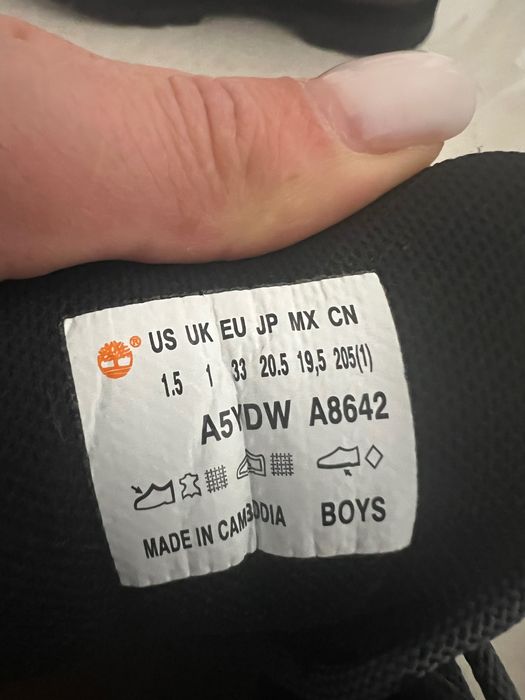 ® US UK EU JP MX CN
1.5 1 33 20.5 19,5 205(1)
A5YDW A8642
MADE IN CAMBODIA BOYS